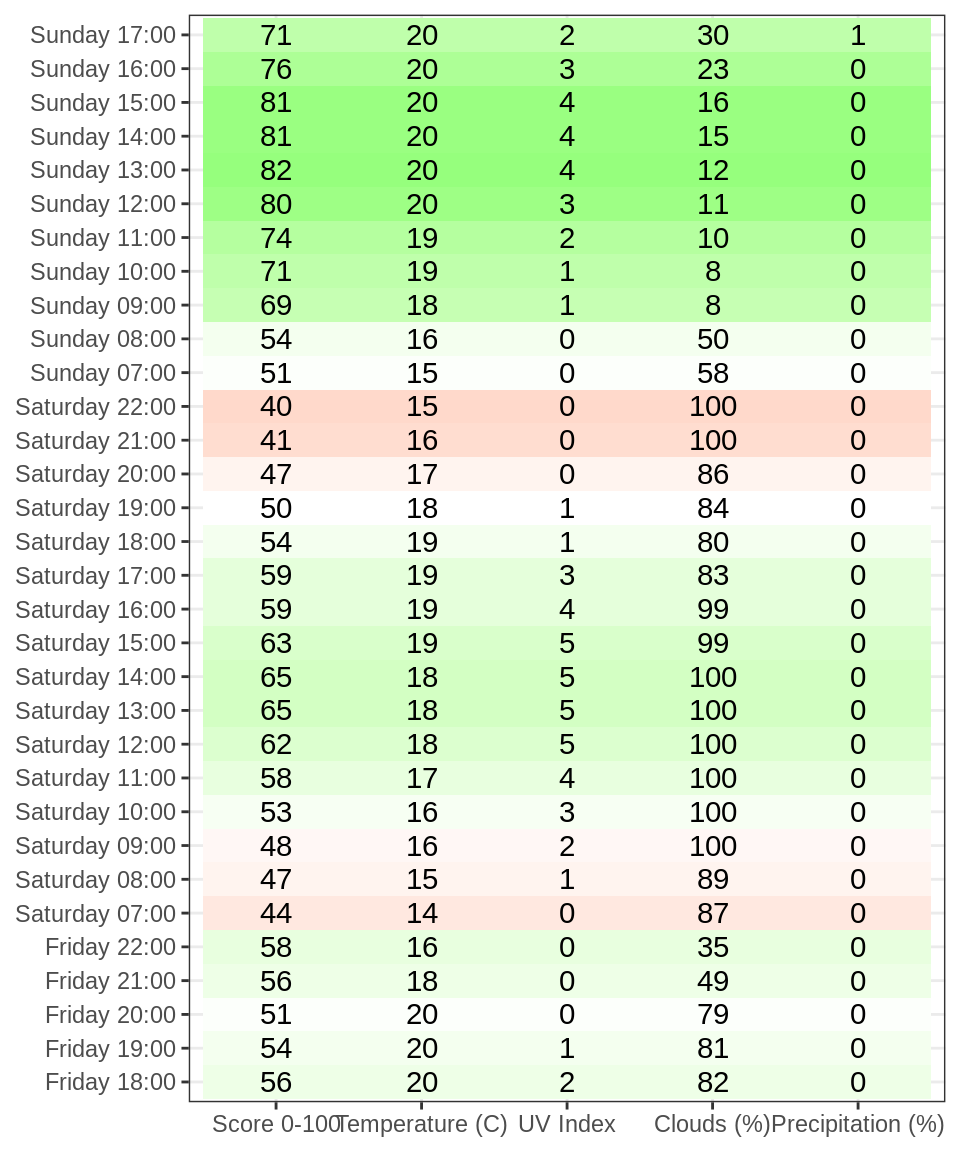 Sunday 17:00 71 20 2 30 1
Sunday 16:00 76 20 3 23 0
Sunday 15:00 81 20 4 16 0
Sunday 14:00 81 20 4 15 0
Sunday 13:00 82 20 4 12 0
Sunday 12:00 80 20 3 11 0
Sunday 11:00 74 19 2 10 0
Sunday 10:00 71 19 1 8 0
Sunday 09:00 69 18 1 8 0
Sunday 08:00 54 16 0 50 0
Sunday 07:00 51 15 0 58 0
Saturday 22:00 40 15 0 100 0
Saturday 21:00 41 16 0 100 0
Saturday 20:00 47 17 0 86 0
Saturday 19:00 50 18 1 84 0
Saturday 18:00 54 19 1 80 0
Saturday 17:00 59 19 3 83 0
Saturday 16:00 59 19 4 99 0
Saturday 15:00 63 19 5 99 0
Saturday 14:00 65 18 5 100 0
Saturday 13:00 65 18 5 100 0
Saturday 12:00 62 18 5 100 0
Saturday 11:00 58 17 4 100 0
Saturday 10:00 53 16 3 100 0
Saturday 09:00 48 16 2 100 0
Saturday 08:00 47 15 1 89 0
Saturday 07:00 44 14 0 87 0
Friday 22:00 58 16 0 35 0
Friday 21:00 56 18 0 49 0
Friday 20:00 51 20 0 79 0
Friday 19:00 54 20 1 81 0
Friday 18:00 56 20 2 82 0
Score 0-100 Temperature (C) UV Index Clouds (%) Precipitation (%)